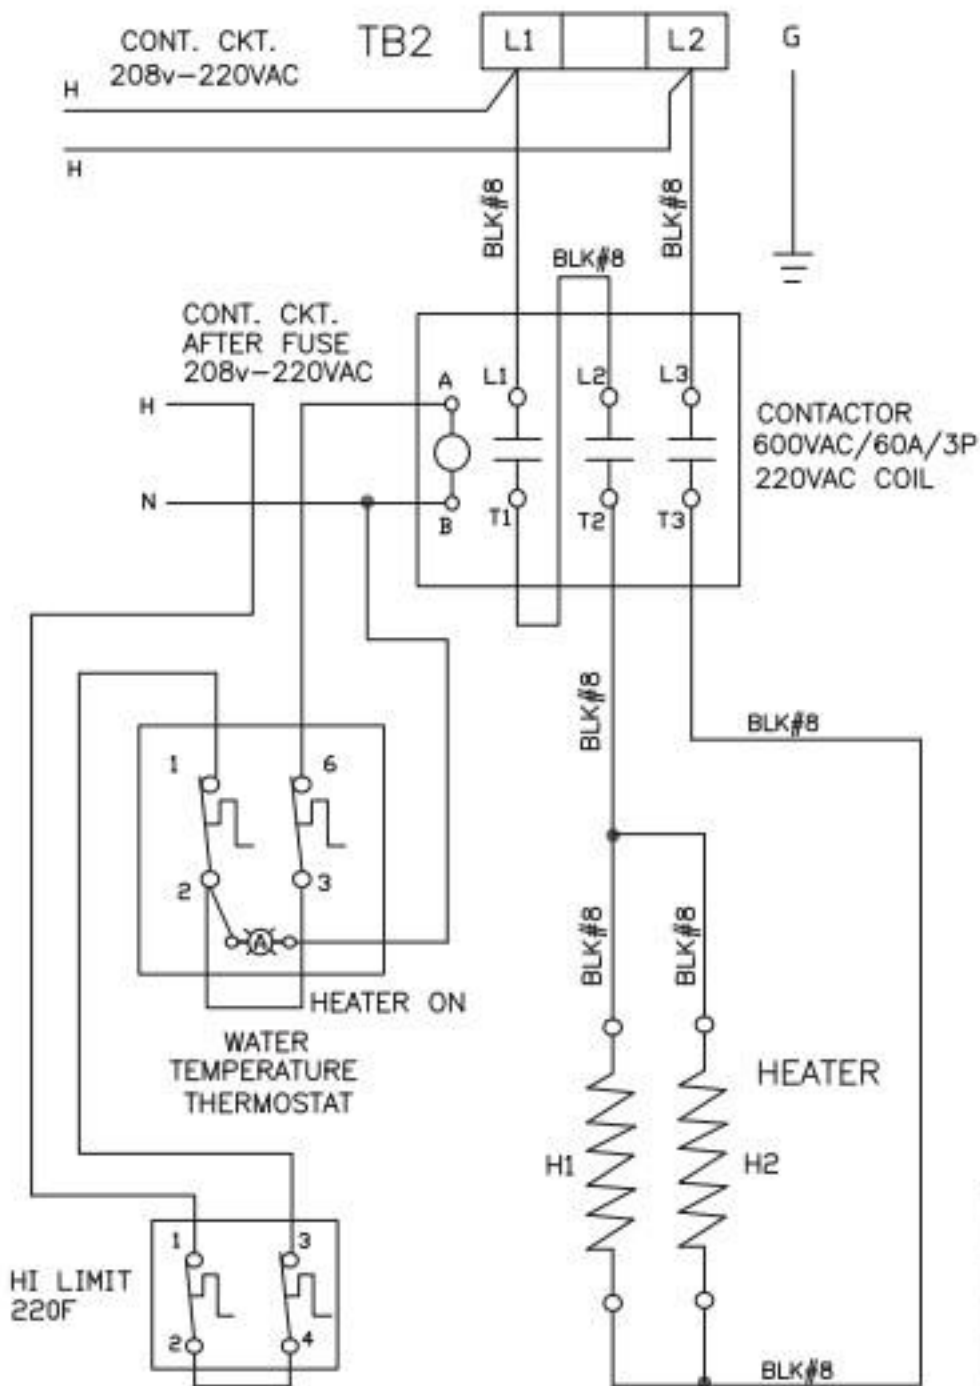 CONT. CKT.
208v-220VAC
TB2
L1
L2
G
H
H
BLK#8
BLK#8
BLK#8
CONT. CKT.
AFTER FUSE
208v-220VAC
H
N
A
B
L1
L2
L3
T1
T2
T3
CONTACTOR
600VAC/60A/3P
220VAC COIL
BLK#8
BLK#8
1
6
2
3
A
HEATER ON
WATER
TEMPERATURE
THERMOSTAT
BLK#8
BLK#8
HEATER
H1
H2
HI LIMIT
220F
1
3
2
4
BLK#8